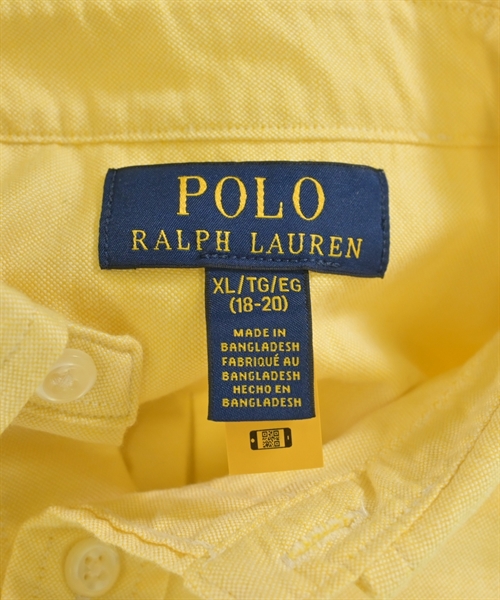 POLO
RALPH LAUREN
XL/TG/EG
(18-20)
MADE IN
BANGLADESH
FABRIQUÉ AU
BANGLADESH
HECHO EN
BANGLADESH